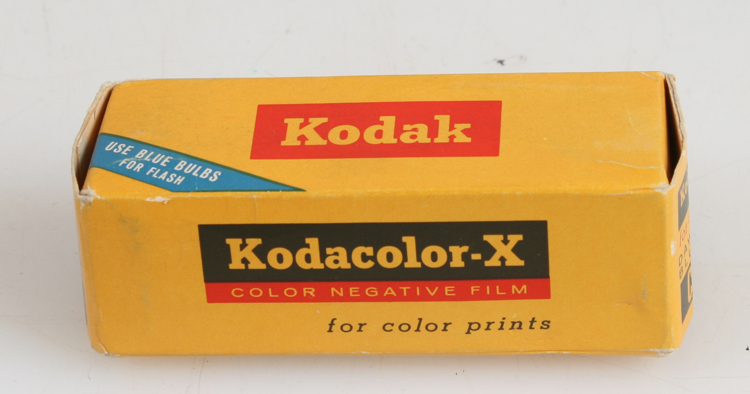 Kodak
USE BLUE BULBS
FOR FLASH
Kodacolor-X
COLOR NEGATIVE FILM
for color prints